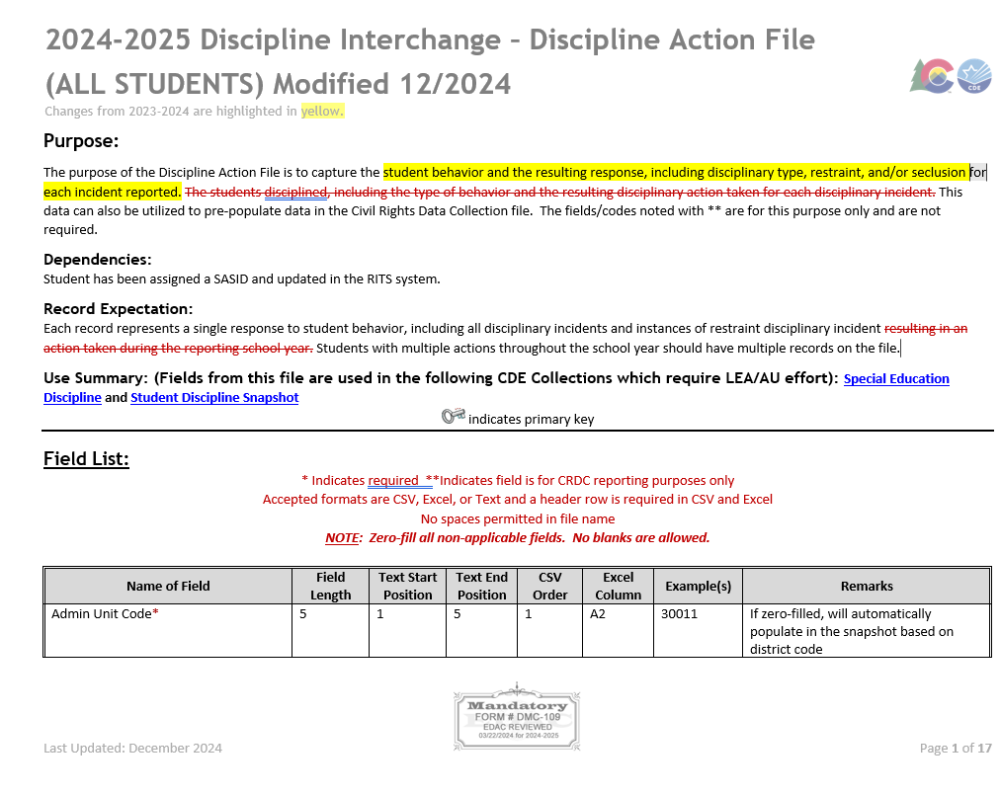 2024-2025 Discipline Interchange – Discipline Action File
(ALL STUDENTS) Modified 12/2024
Changes from 2023-2024 are highlighted in yellow.
CDE
Purpose:
The purpose of the Discipline Action File is to capture the student behavior and the resulting response, including disciplinary type, restraint, and/or seclusion for
each incident reported. The students disciplined, including the type of behavior and the resulting disciplinary action taken for each disciplinary incident. This
data can also be utilized to pre-populate data in the Civil Rights Data Collection file. The fields/codes noted with ** are for this purpose only and are not
required.
Dependencies:
Student has been assigned a SASID and updated in the RITS system.
Record Expectation:
Each record represents a single response to student behavior, including all disciplinary incidents and instances of restraint disciplinary incident resulting in an
action taken during the reporting school year. Students with multiple actions throughout the school year should have multiple records on the file.
Use Summary: (Fields from this file are used in the following CDE Collections which require LEA/AU effort): Special Education
Discipline and Student Discipline Snapshot
indicates primary key
Field List:
* Indicates required **Indicates field is for CRDC reporting purposes only
Accepted formats are CSV, Excel, or Text and a header row is required in CSV and Excel
No spaces permitted in file name
NOTE: Zero-fill all non-applicable fields. No blanks are allowed.
Name of Field Field Length Text Start Position Text End Position CSV Order Excel Column Example(s) Remarks
Admin Unit Code* 5 1 5 1 A2 30011 If zero-filled, will automatically
populate in the snapshot based on
district code
Mandatory
FORM # DMC-109
EDAC REVIEWED
03/22/2024 for 2024-2025
Last Updated: December 2024
Page 1 of 17